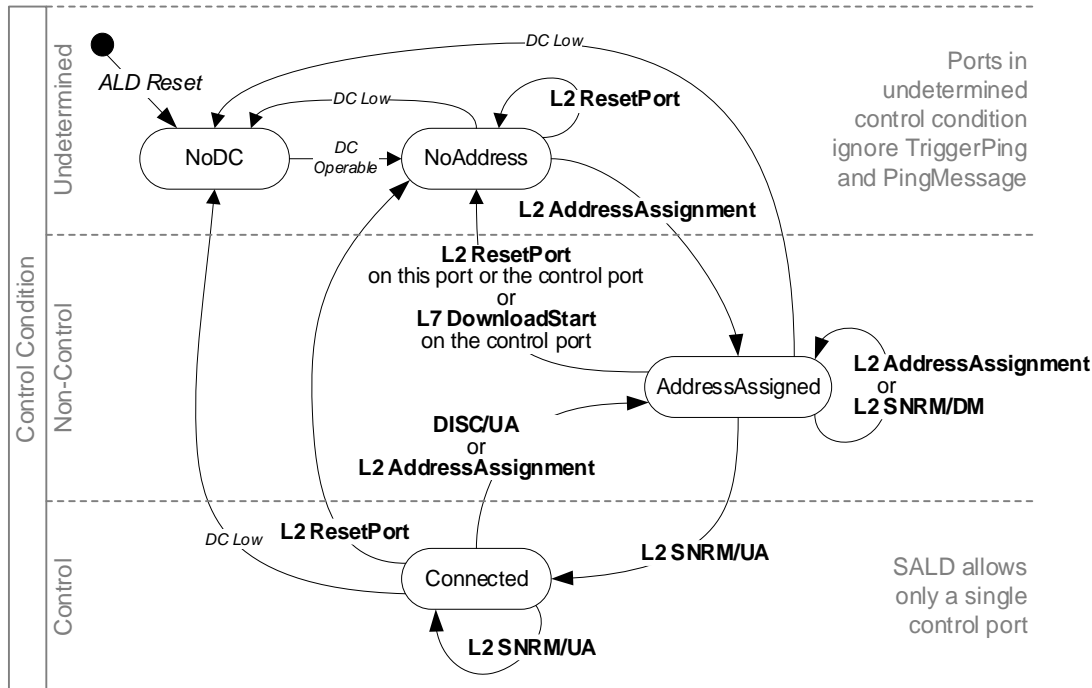 Control Condition
Undetermined
Non-Control
Control
ALD Reset
DC Low
DC Low
L2 ResetPort
Ports in
undetermined
control condition
ignore TriggerPing
and PingMessage
NoDC
DC
Operable
NoAddress
L2 AddressAssignment
L2 ResetPort
on this port or the control port
or
L7 DownloadStart
on the control port
AddressAssigned
L2 AddressAssignment
or
L2 SNRM/DM
DISC/UA
or
L2 AddressAssignment
DC Low
L2 ResetPort
L2 SNRM/UA
Connected
L2 SNRM/UA
SALD allows
only a single
control port